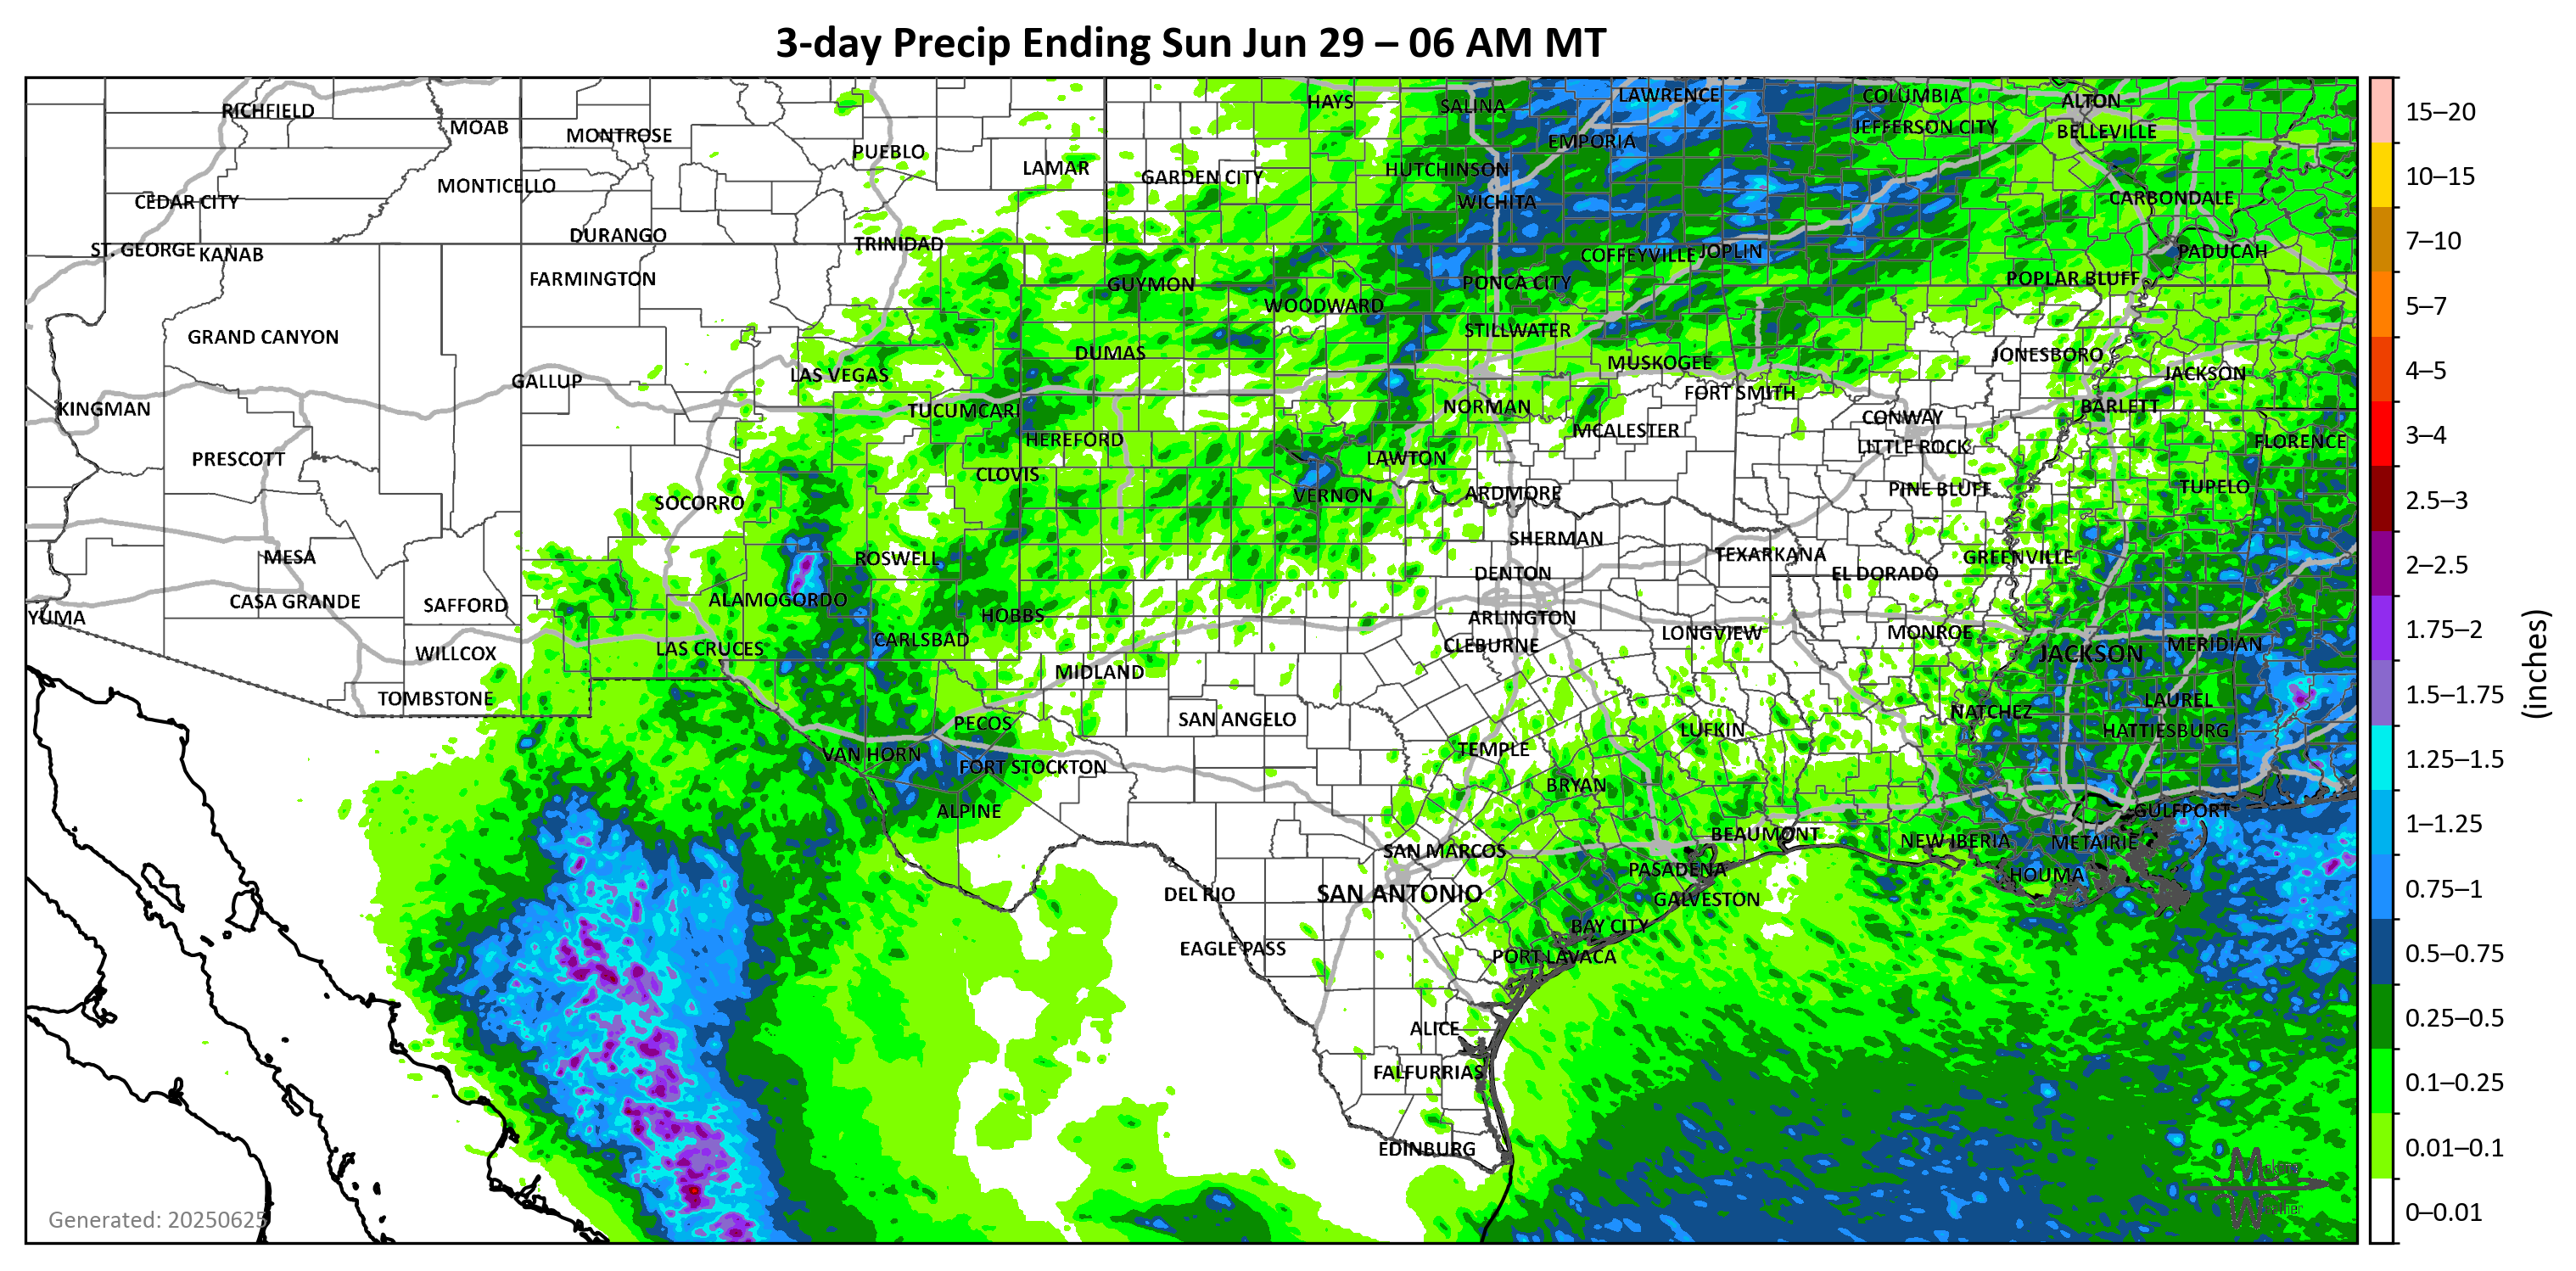 3-day Precip Ending Sun Jun 29 – 06 AM MT
RICHFIELD
MOAB
MONTROSE
PUEBLO
LAMAR
HAYS
SALINA
LAWRENCE
COLUMBIA
ALTON
GARDEN CITY
HUTCHINSON
EMPORIA
JEFFERSON CITY
BELLEVILLE
CEDAR CITY
MONTICELLO
WICHITA
CARBONDALE
ST. GEORGE
KANAB
DURANGO
TRINIDAD
COFFEYVILLE
JOPLIN
PADUCAH
FARMINGTON
GUYMON
WOODWARD
PONCA CITY
POPLAR BLUFF
GRAND CANYON
DUMAS
STILLWATER
MUSKOGEE
JONESBORO
GALLUP
LAS VEGAS
FORT SMITH
JACKSON
KINGMAN
TUCUMCARI
NORMAN
CONWAY
BARLETT
PRESCOTT
HEREFORD
MCALESTER
LITTLE ROCK
FLORENCE
SOCORRO
CLOVIS
LAWTON
VERNON
ARDMORE
PINE BLUFF
TUPELO
MESA
ROSWELL
SHERMAN
TEXARKANA
GREENVILLE
YUMA
CASA GRANDE
SAFFORD
ALAMOGORDO
HOBBS
DENTON
EL DORADO
ARLINGTON
WILLCOX
LAS CRUCES
CARLSBAD
CLEBURNE
LONGVIEW
MONROE
JACKSON
MERIDIAN
TOMBSTONE
MIDLAND
PECOS
SAN ANGELO
LUFKIN
NATCHEZ
LAUREL
HATTIESBURG
VAN HORN
FORT STOCKTON
TEMPLE
BRYAN
ALPINE
BEAUMONT
GULFPORT
SAN MARCOS
NEW IBERIA
METAIRIE
DEL RIO
SAN ANTONIO
PASADENA
GALVESTON
HOUMA
EAGLE PASS
BAY CITY
PORT LAVACA
ALICE
FALFURRIAS
EDINBURG
Generated: 20250625
15–20
10–15
7–10
5–7
4–5
3–4
2.5–3
2–2.5
1.75–2
1.5–1.75
1.25–1.5
1–1.25
0.75–1
0.5–0.75
0.25–0.5
0.1–0.25
0.01–0.1
0–0.01
(inches)